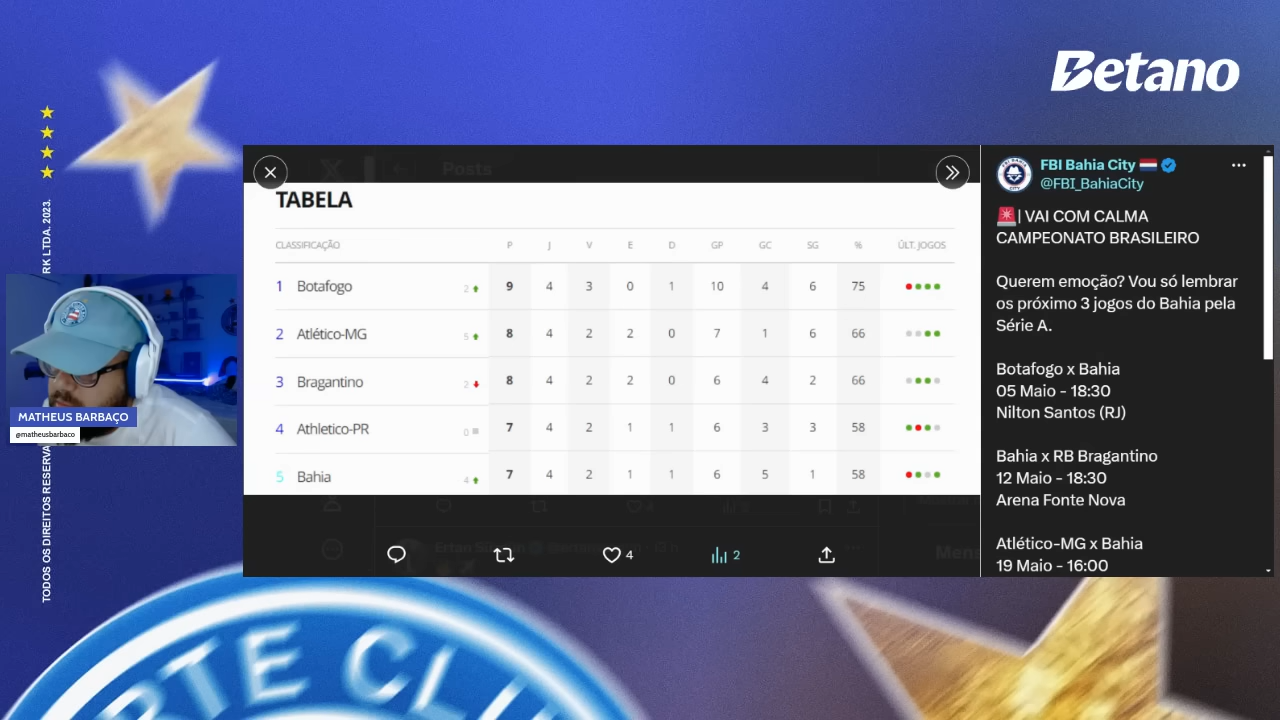 Betano
RK LTDA. 2023.
TODOS OS DIREITOS RESERVA
MATHEUS BARBAÇO
@matheusbarbaco
Posts
TABELA
CLASSIFICAÇÃO P J V E D GP GC SG % ÚLT. JOGOS
1 Botafogo 2 9 4 3 0 1 10 4 6 75
2 Atlético-MG 5 8 4 2 2 0 7 1 6 66
3 Bragantino 2 8 4 2 2 0 6 4 2 66
4 Athletico-PR 0 7 4 2 1 1 6 3 3 58
5 Bahia 4 7 4 2 1 1 6 5 1 58
4
2
FBI Bahia City
@FBI_BahiaCity
🚨| VAI COM CALMA
CAMPEONATO BRASILEIRO
Querem emoção? Vou só lembrar
os próximo 3 jogos do Bahia pela
Série A.
Botafogo x Bahia
05 Maio - 18:30
Nilton Santos (RJ)
Bahia x RB Bragantino
12 Maio - 18:30
Arena Fonte Nova
Atlético-MG x Bahia
19 Maio - 16:00
RTE CLU